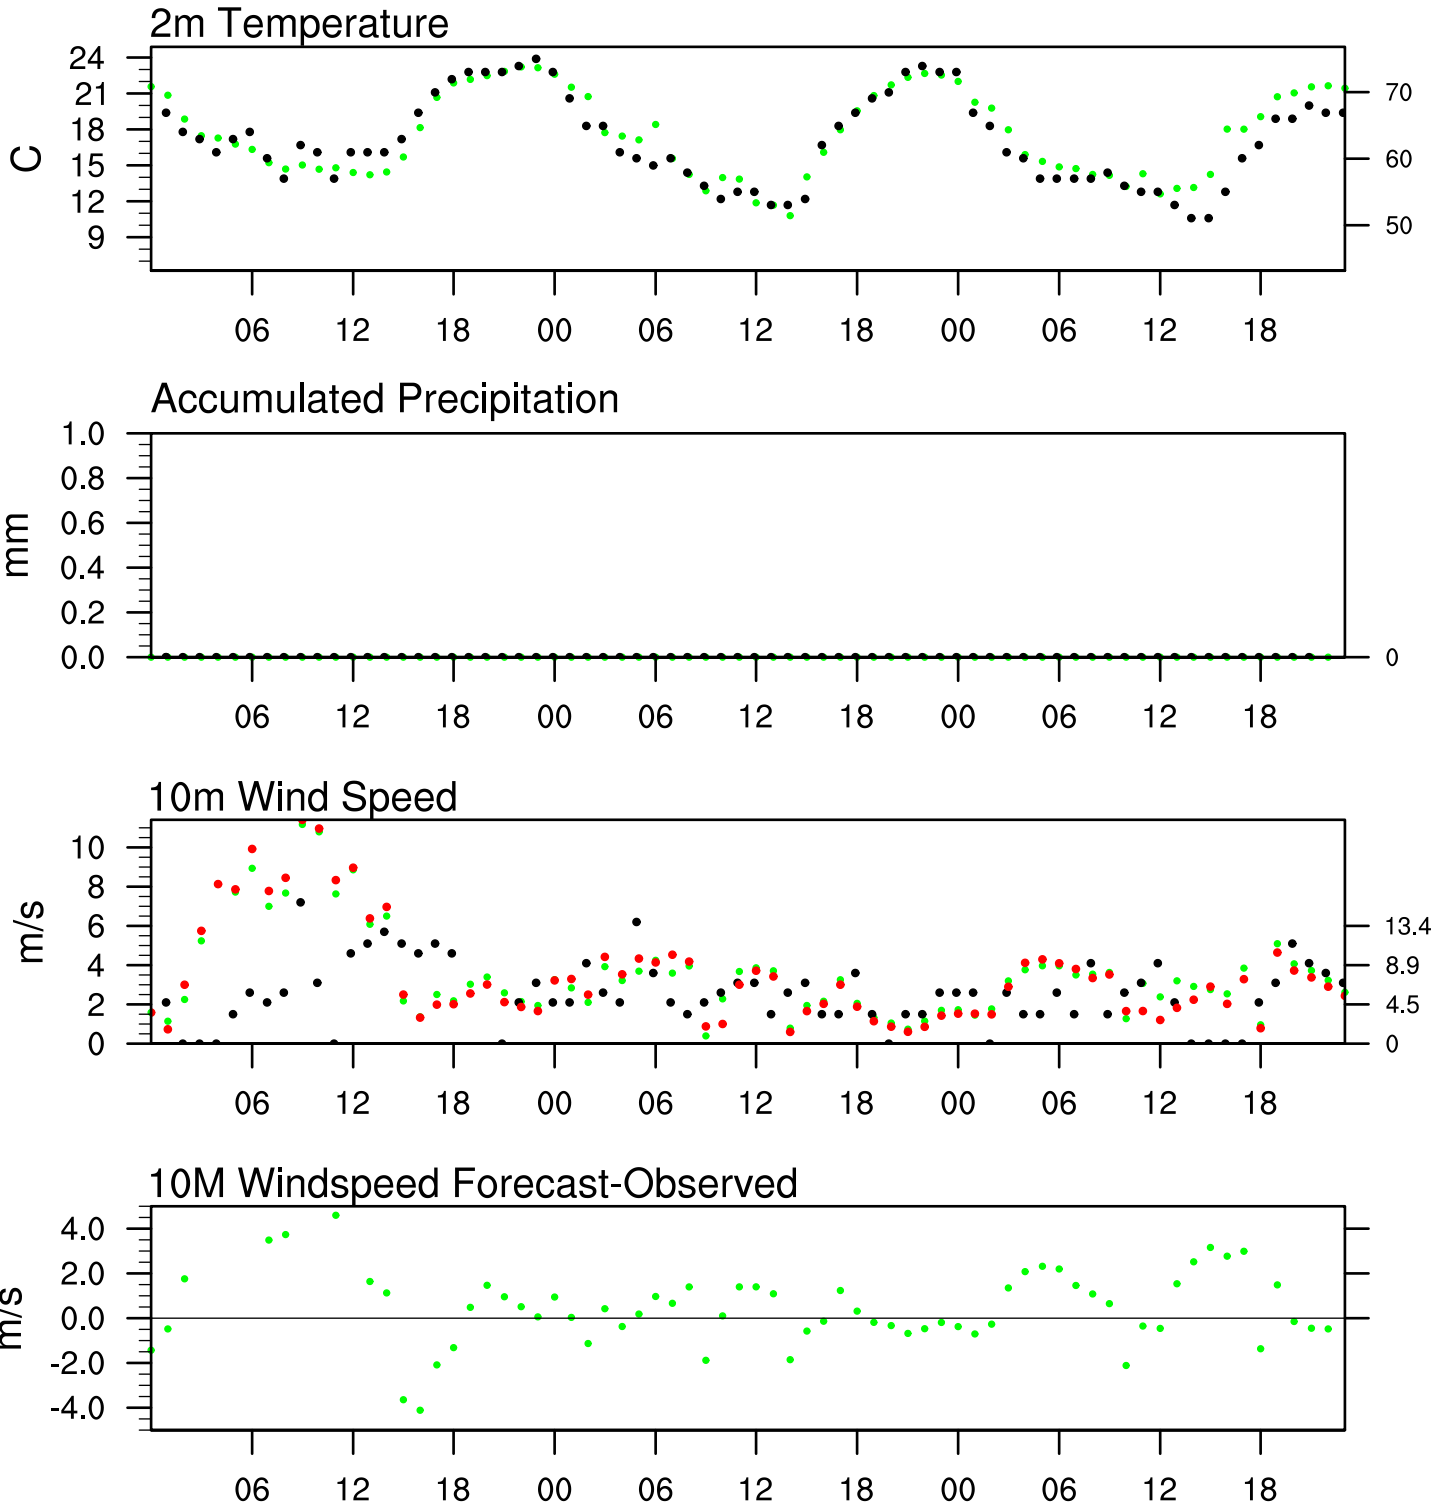 2m Temperature
24
21
18
15
12
9
C
70
60
50
06 12 18 00 06 12 18 00 06 12 18
Accumulated Precipitation
1.0
0.8
0.6
0.4
0.2
0.0
mm
0
06 12 18 00 06 12 18 00 06 12 18
10m Wind Speed
10
8
6
4
2
0
m/s
13.4
8.9
4.5
0
06 12 18 00 06 12 18 00 06 12 18
10M Windspeed Forecast-Observed
4.0
2.0
0.0
-2.0
-4.0
m/s
06 12 18 00 06 12 18 00 06 12 18